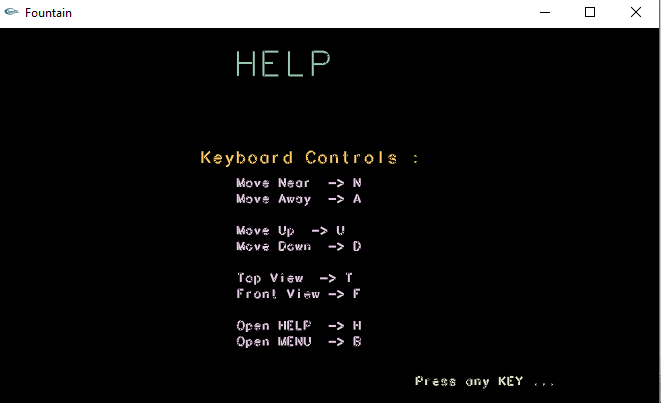 Fountain
HELP
Keyboard Controls :
Move Near -> N
Move Away -> A
Move Up -> U
Move Down -> D
Top View -> T
Front View -> F
Open HELP -> H
Open MENU -> B
Press any KEY ...